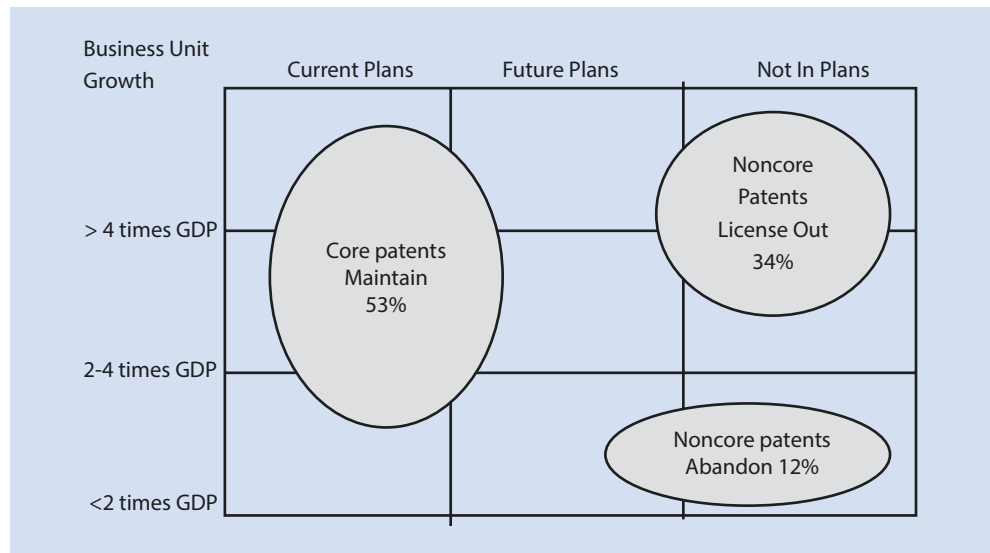 Business Unit
Growth
Current Plans
Future Plans
Not In Plans
> 4 times GDP
2-4 times GDP
<2 times GDP
Core patents
Maintain
53%
Noncore
Patents
License Out
34%
Noncore patents
Abandon 12%